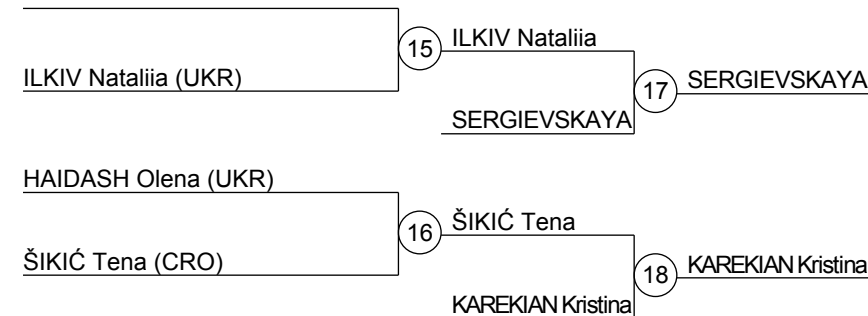 15
ILKIV Nataliia
ILKIV Nataliia (UKR)
17
SERGIEVSKAYA
SERGIEVSKAYA
HAIDASH Olena (UKR)
16
ŠIKIĆ Tena
ŠIKIĆ Tena (CRO)
18
KAREKIAN Kristina
KAREKIAN Kristina